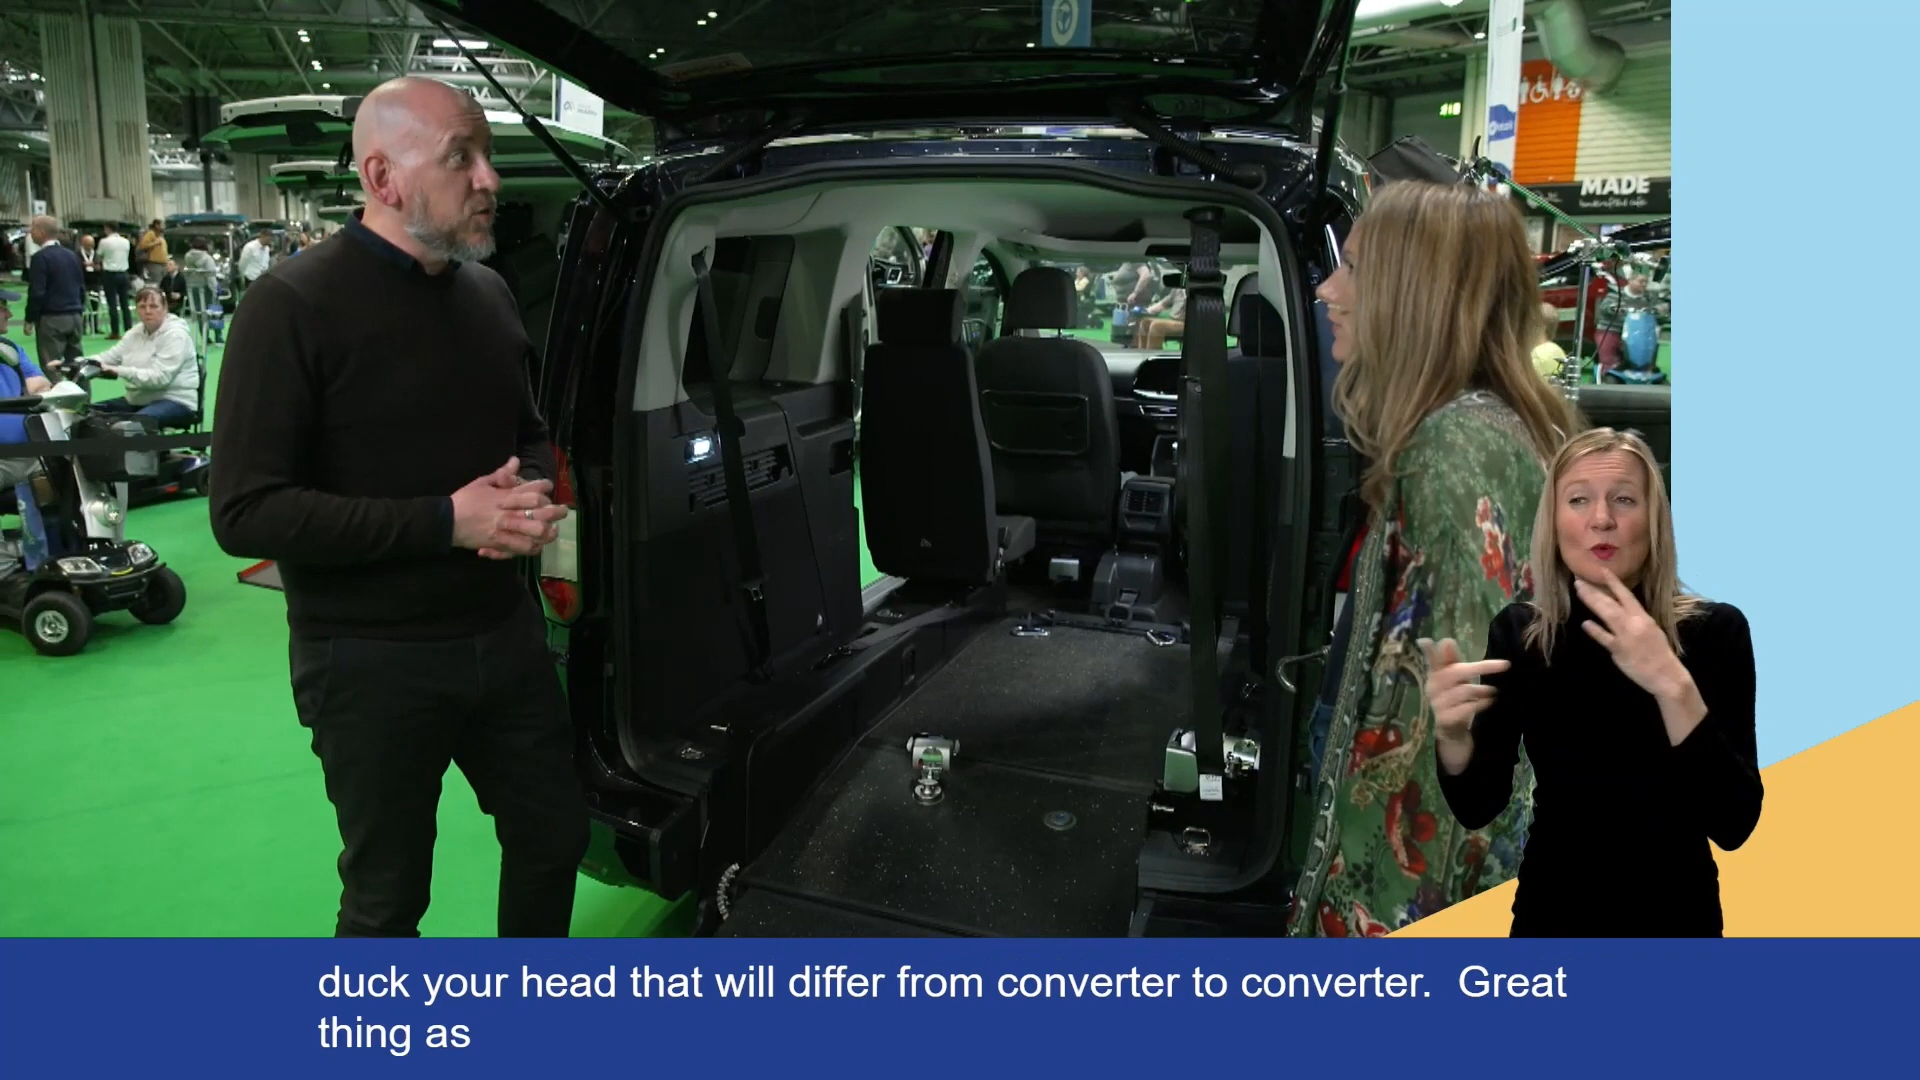 MADE
duck your head that will differ from converter to converter.  Great
thing as